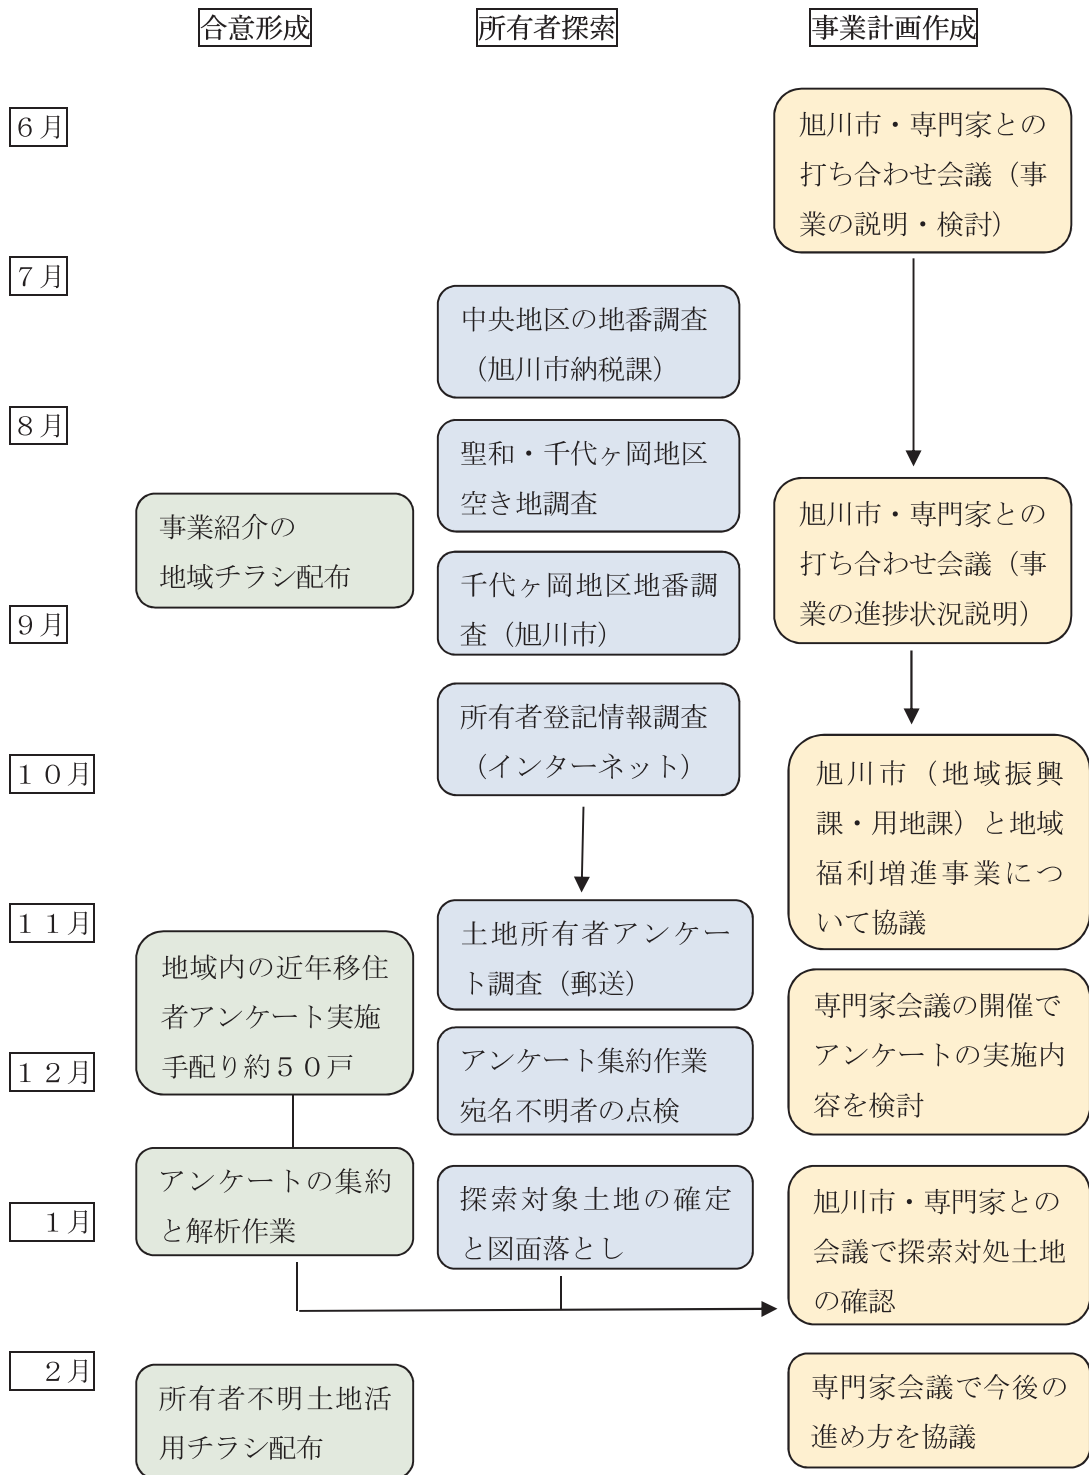 合意形成
所有者探索
事業計画作成
６月
旭川市・専門家との
打ち合わせ会議（事
業の説明・検討）
７月
中央地区の地番調査
（旭川市納税課）
８月
聖和・千代ヶ岡地区
空き地調査
事業紹介の
地域チラシ配布
旭川市・専門家との
打ち合わせ会議（事
業の進捗状況説明）
千代ヶ岡地区地番調
査（旭川市）
９月
所有者登記情報調査
（インターネット）
１０月
旭川市（地域振興
課・用地課）と地域
福利増進事業につ
いて協議
１１月
土地所有者アンケー
ト調査（郵送）
地域内の近年移住
者アンケート実施
手配り約５０戸
専門家会議の開催で
アンケートの実施内
容を検討
１２月
アンケート集約作業
宛名不明者の点検
アンケートの集約
と解析作業
１月
探索対象土地の確定
と図面落とし
旭川市・専門家との
会議で探索対処土地
の確認
２月
所有者不明土地活
用チラシ配布
専門家会議で今後の
進め方を協議